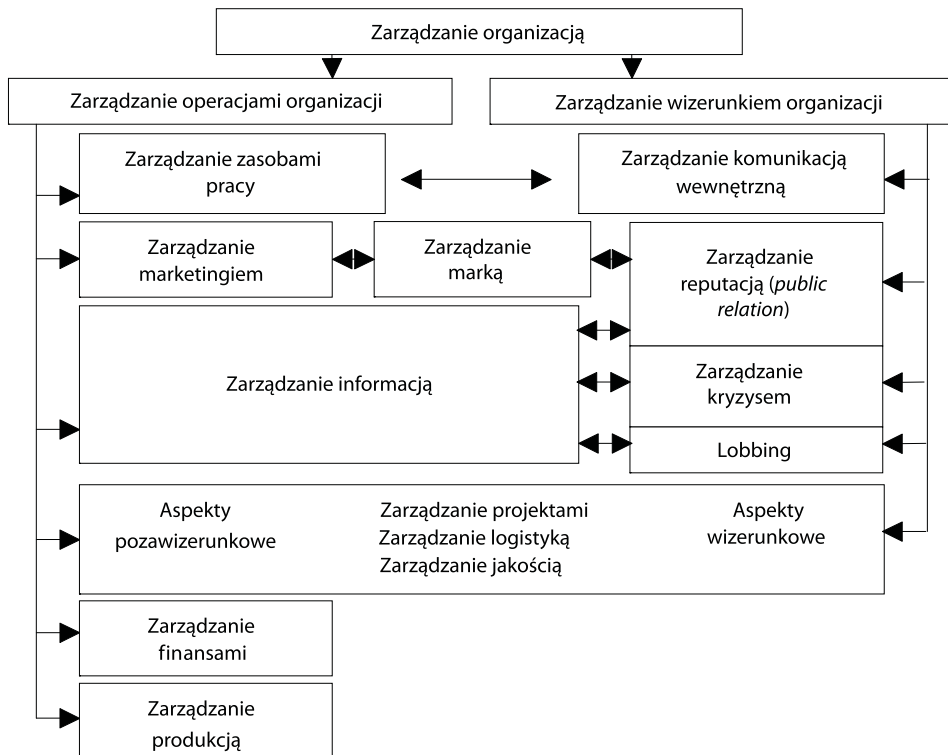 Zarządzanie organizacją
Zarządzanie operacjami organizacji
Zarządzanie wizerunkiem organizacji
Zarządzanie zasobami
pracy
Zarządzanie komunikacją
wewnętrzną
Zarządzanie
marketingiem
Zarządzanie
marką
Zarządzanie
reputacją (public
relation)
Zarządzanie informacją
Zarządzanie
kryzysem
Lobbing
Aspekty
pozawizerunkowe
Zarządzanie projektami
Zarządzanie logistyką
Zarządzanie jakością
Aspekty
wizerunkowe
Zarządzanie
finansami
Zarządzanie
produkcją